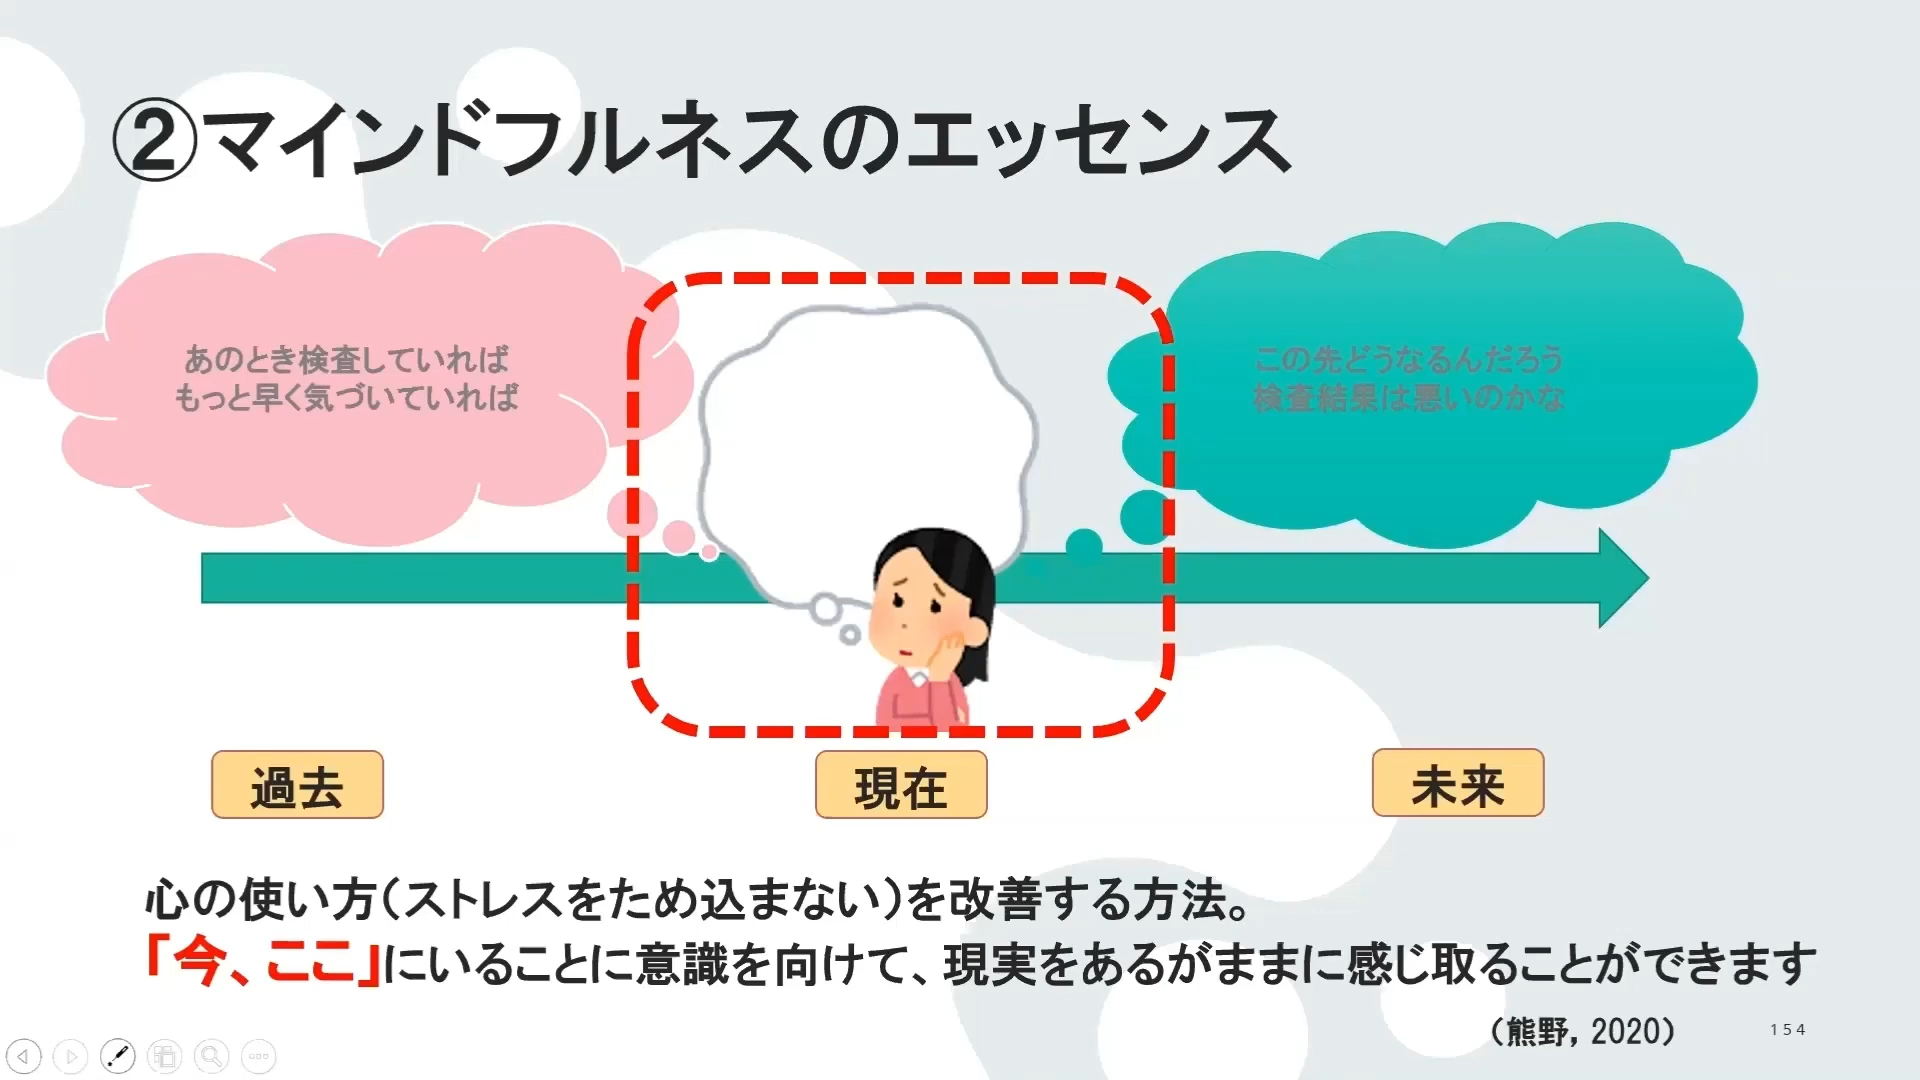 ②マインドフルネスのエッセンス
あのとき検査していれば
もっと早く気づいていれば
この先どうなるんだろう
検査結果は悪いのかな
過去
現在
未来
心の使い方（ストレスをため込まない）を改善する方法。
「今、ここ」にいることに意識を向けて、現実をあるがままに感じ取ることができます
（熊野, 2020）
154